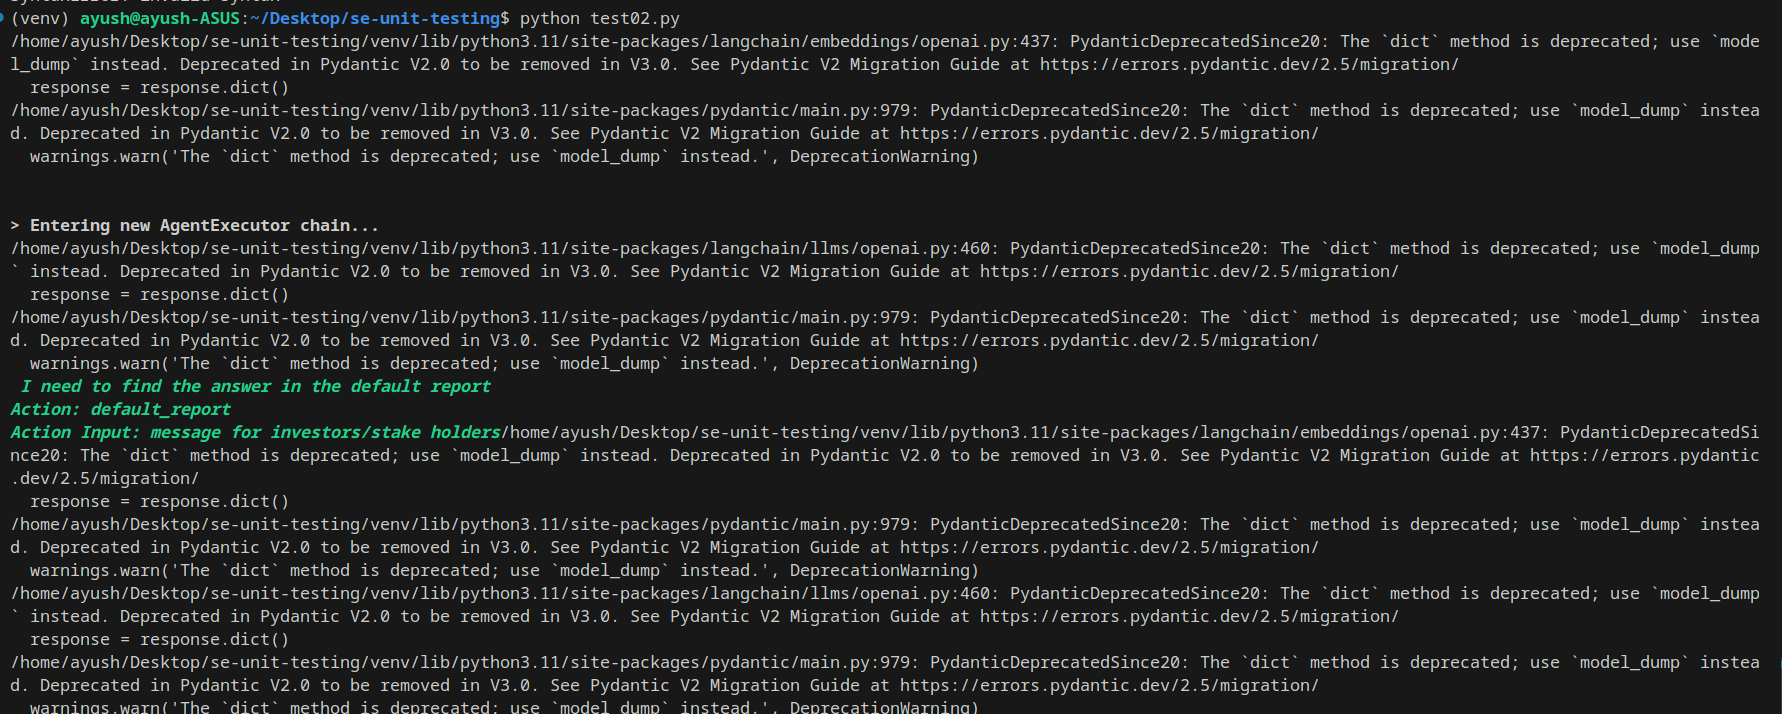 (venv) ayush@ayush-ASUS:~/Desktop/se-unit-testing$ python test02.py
/home/ayush/Desktop/se-unit-testing/venv/lib/python3.11/site-packages/langchain/embeddings/openai.py:437: PydanticDeprecatedSince20: The `dict` method is deprecated; use `mode
l_dump` instead. Deprecated in Pydantic V2.0 to be removed in V3.0. See Pydantic V2 Migration Guide at https://errors.pydantic.dev/2.5/migration/
  response = response.dict()
/home/ayush/Desktop/se-unit-testing/venv/lib/python3.11/site-packages/pydantic/main.py:979: PydanticDeprecatedSince20: The `dict` method is deprecated; use `model_dump` instea
d. Deprecated in Pydantic V2.0 to be removed in V3.0. See Pydantic V2 Migration Guide at https://errors.pydantic.dev/2.5/migration/
  warnings.warn('The `dict` method is deprecated; use `model_dump` instead.', DeprecationWarning)
> Entering new AgentExecutor chain...
/home/ayush/Desktop/se-unit-testing/venv/lib/python3.11/site-packages/langchain/llms/openai.py:460: PydanticDeprecatedSince20: The `dict` method is deprecated; use `model_dump
` instead. Deprecated in Pydantic V2.0 to be removed in V3.0. See Pydantic V2 Migration Guide at https://errors.pydantic.dev/2.5/migration/
  response = response.dict()
/home/ayush/Desktop/se-unit-testing/venv/lib/python3.11/site-packages/pydantic/main.py:979: PydanticDeprecatedSince20: The `dict` method is deprecated; use `model_dump` instea
d. Deprecated in Pydantic V2.0 to be removed in V3.0. See Pydantic V2 Migration Guide at https://errors.pydantic.dev/2.5/migration/
  warnings.warn('The `dict` method is deprecated; use `model_dump` instead.', DeprecationWarning)
 I need to find the answer in the default report
Action: default_report
Action Input: message for investors/stake holders/home/ayush/Desktop/se-unit-testing/venv/lib/python3.11/site-packages/langchain/embeddings/openai.py:437: PydanticDeprecatedSi
nce20: The `dict` method is deprecated; use `model_dump` instead. Deprecated in Pydantic V2.0 to be removed in V3.0. See Pydantic V2 Migration Guide at https://errors.pydantic
.dev/2.5/migration/
  response = response.dict()
/home/ayush/Desktop/se-unit-testing/venv/lib/python3.11/site-packages/pydantic/main.py:979: PydanticDeprecatedSince20: The `dict` method is deprecated; use `model_dump` instea
d. Deprecated in Pydantic V2.0 to be removed in V3.0. See Pydantic V2 Migration Guide at https://errors.pydantic.dev/2.5/migration/
  warnings.warn('The `dict` method is deprecated; use `model_dump` instead.', DeprecationWarning)
/home/ayush/Desktop/se-unit-testing/venv/lib/python3.11/site-packages/langchain/llms/openai.py:460: PydanticDeprecatedSince20: The `dict` method is deprecated; use `model_dump
` instead. Deprecated in Pydantic V2.0 to be removed in V3.0. See Pydantic V2 Migration Guide at https://errors.pydantic.dev/2.5/migration/
  response = response.dict()
/home/ayush/Desktop/se-unit-testing/venv/lib/python3.11/site-packages/pydantic/main.py:979: PydanticDeprecatedSince20: The `dict` method is deprecated; use `model_dump` instea
d. Deprecated in Pydantic V2.0 to be removed in V3.0. See Pydantic V2 Migration Guide at https://errors.pydantic.dev/2.5/migration/
  warnings.warn('The `dict` method is deprecated; use `model_dump` instead.', DeprecationWarning)